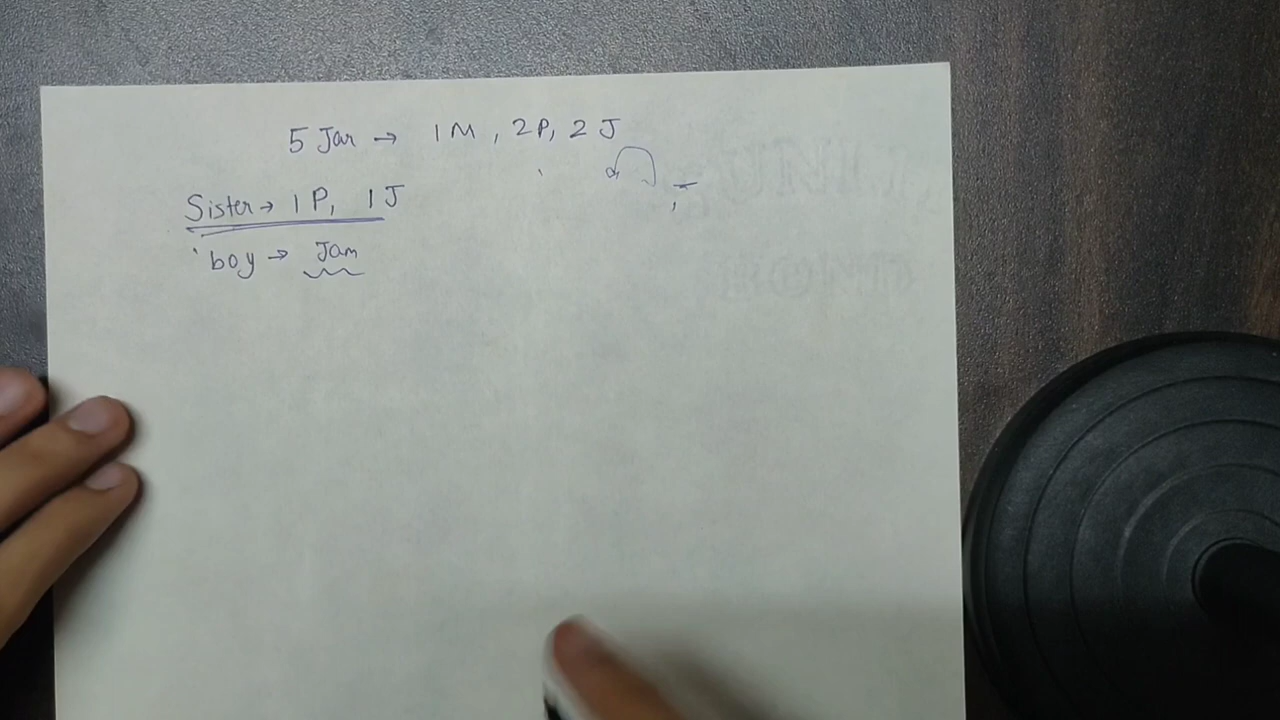 5 Jar → 1 M, 2 P, 2 J
Sister → 1 P, 1 J
boy → Jam